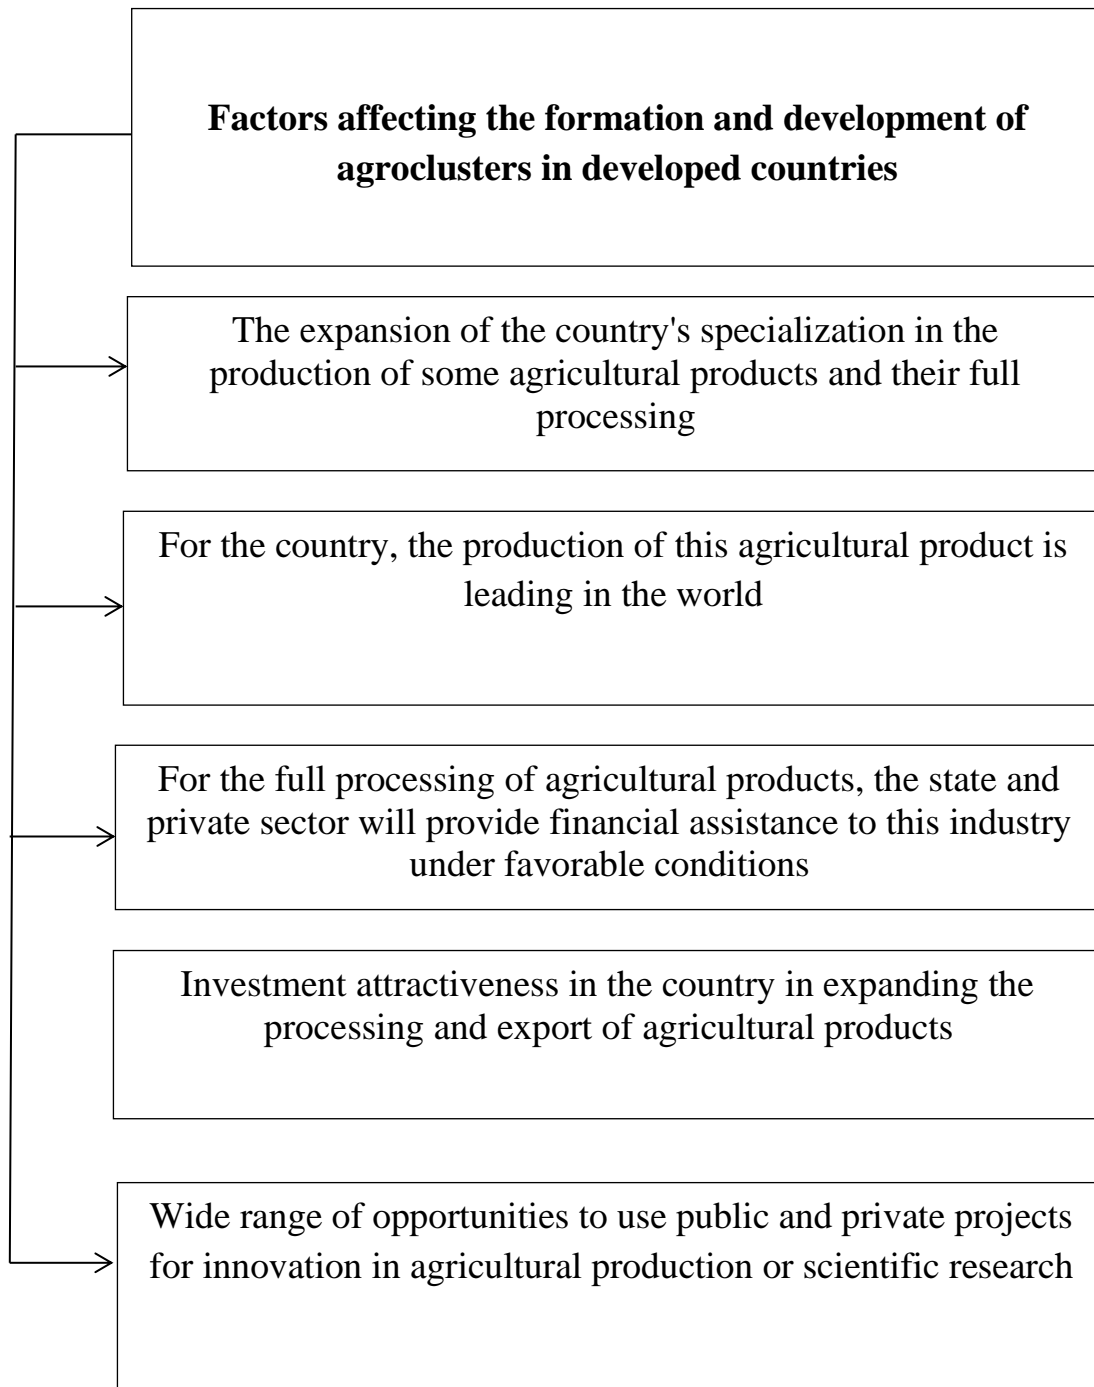 Factors affecting the formation and development of
agroclusters in developed countries
The expansion of the country's specialization in the
production of some agricultural products and their full
processing
For the country, the production of this agricultural product is
leading in the world
For the full processing of agricultural products, the state and
private sector will provide financial assistance to this industry
under favorable conditions
Investment attractiveness in the country in expanding the
processing and export of agricultural products
Wide range of opportunities to use public and private projects
for innovation in agricultural production or scientific research